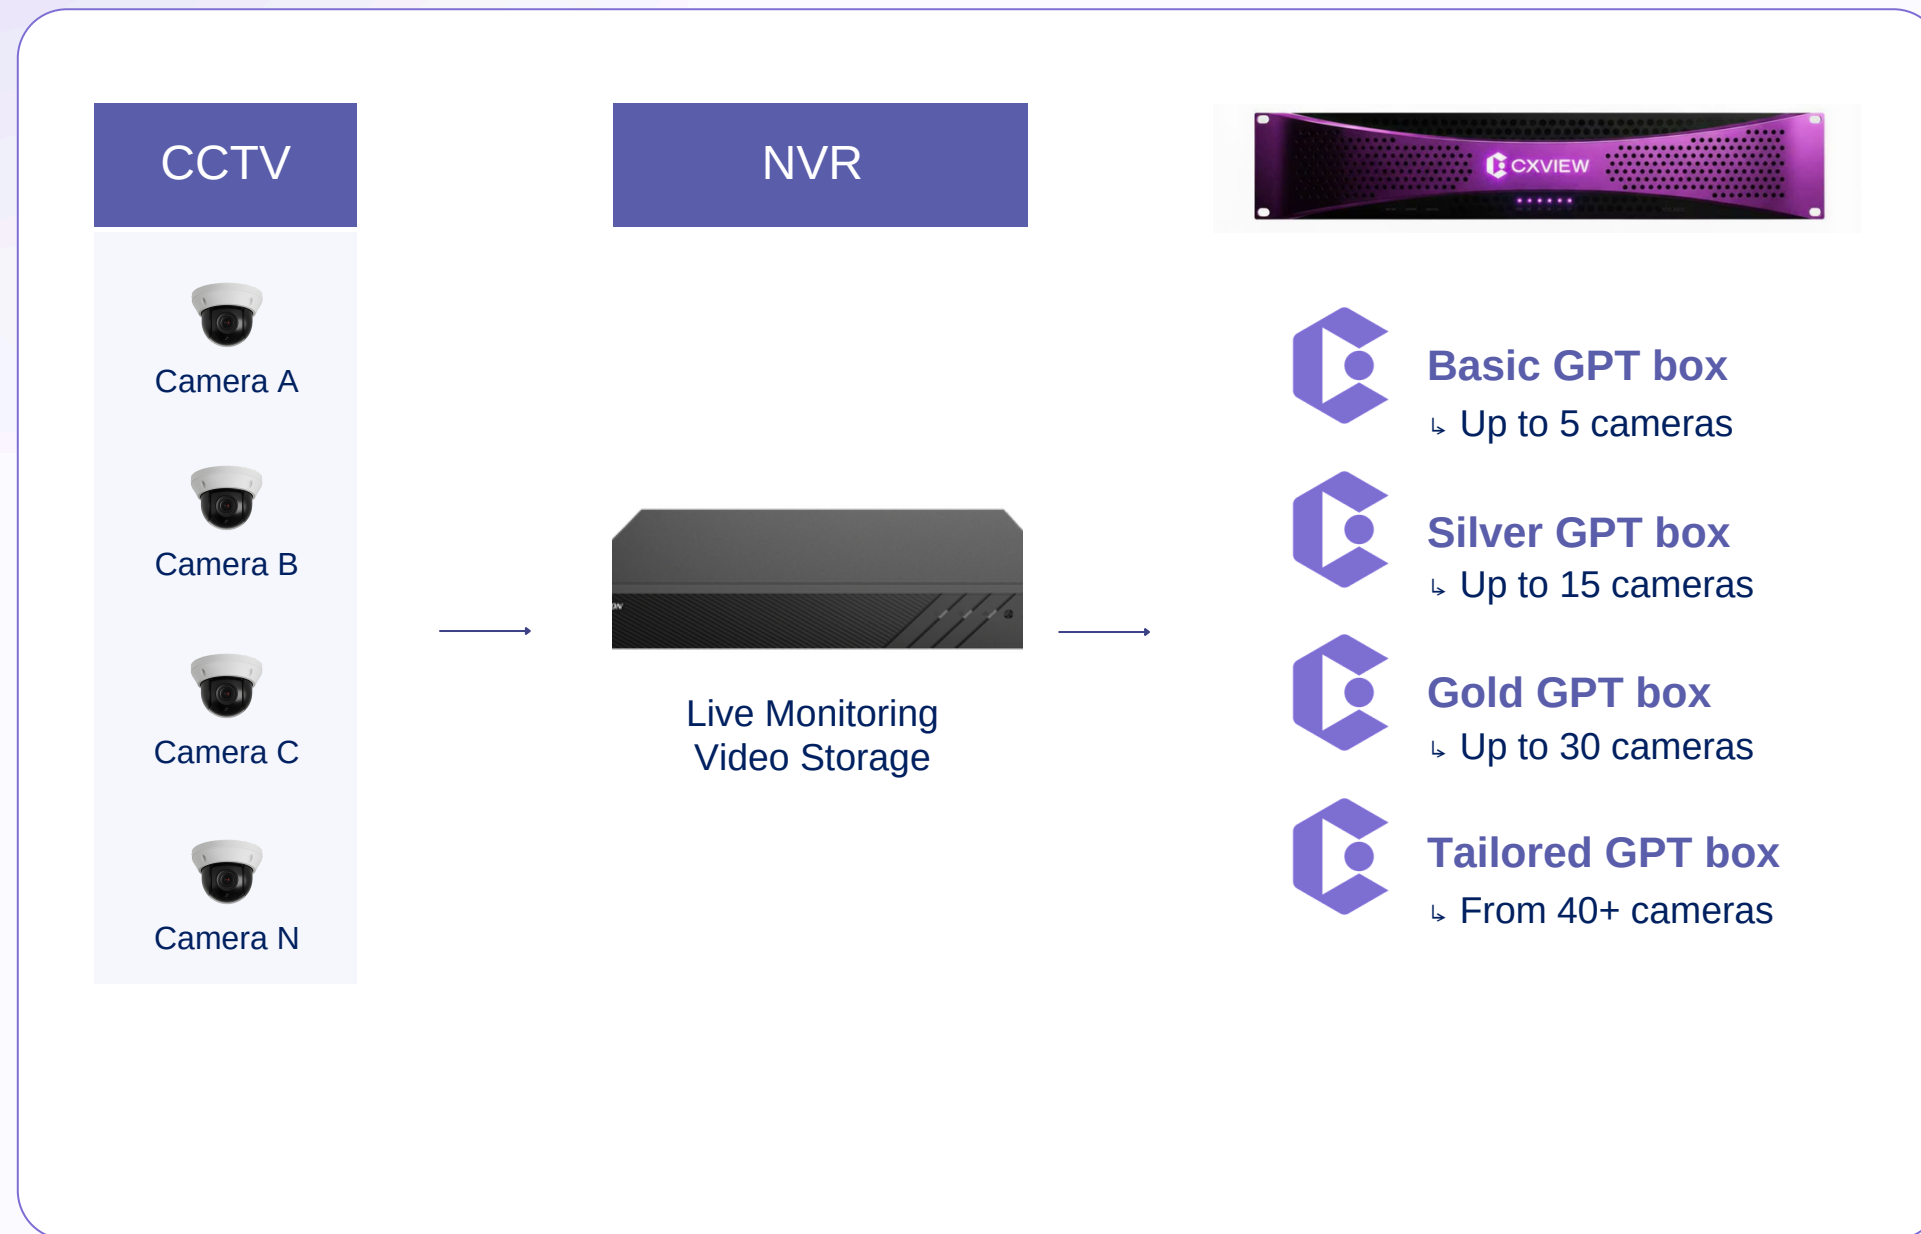 CCTV
Camera A
Camera B
Camera C
Camera N
NVR
ON
Live Monitoring
Video Storage
CXVIEW
Basic GPT box
↳ Up to 5 cameras
Silver GPT box
↳ Up to 15 cameras
Gold GPT box
↳ Up to 30 cameras
Tailored GPT box
↳ From 40+ cameras